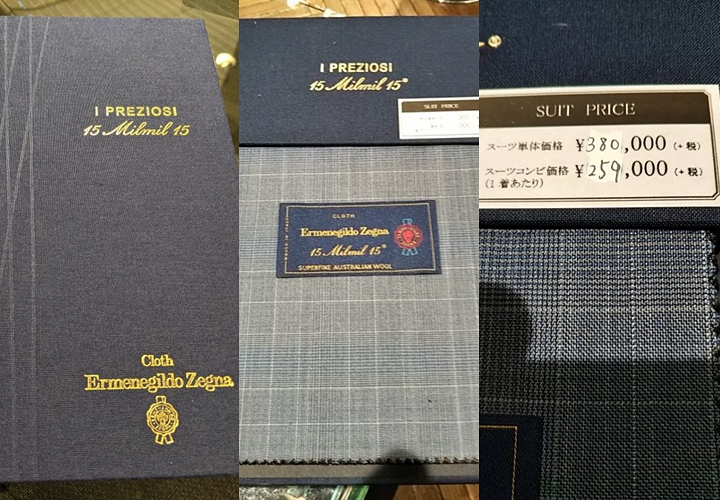 I PREZIOSI
15 Milmil 15
Cloth
Ermenegildo Zegna
I PREZIOSI
15 Milmil 15®
SUIT PRICE
CLOTH
Ermenegildo Zegna
15 Milmil 15®
SUPERFINE AUSTRALIAN WOOL
SUIT PRICE
スーツ単体価格 ¥380,000 (+税)
スーツコンビ価格 ¥259,000 (+税)
(1着あたり)